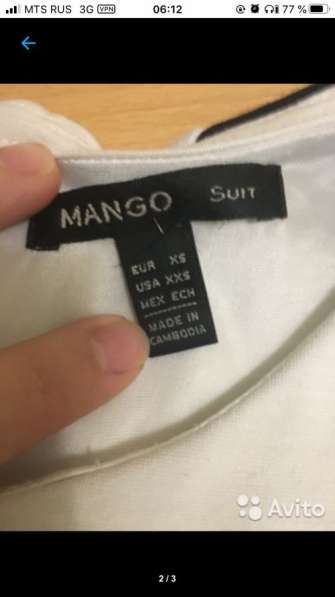 MTS RUS 3G VPN 06:12 77 %
MANGO SUIT
EUR XS
USA XXS
MEX ECH
MADE IN
CAMBODIA
Avito
2 / 3